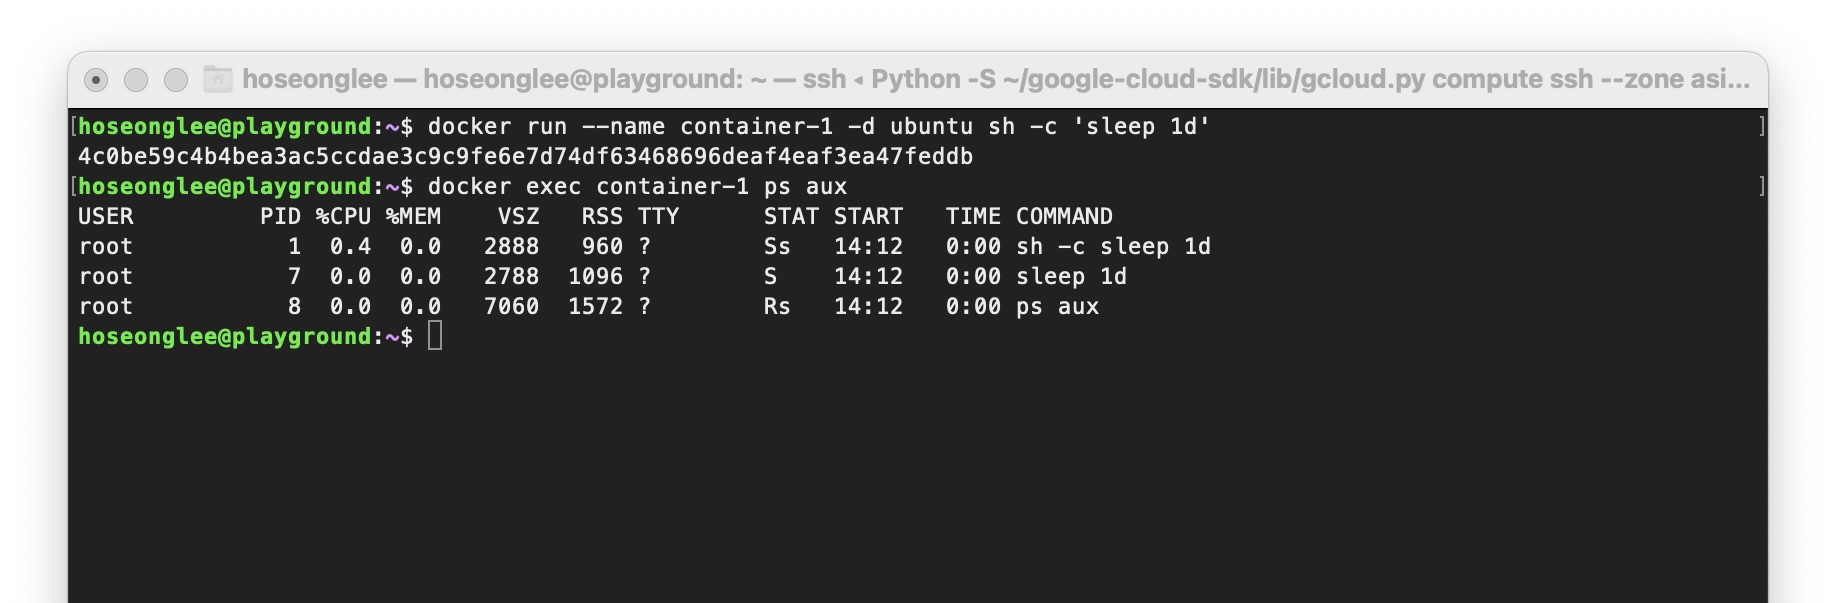 hoseonglee — hoseonglee@playground: ~ — ssh ◂ Python -S ~/google-cloud-sdk/lib/gcloud.py compute ssh --zone asi...
[hoseonglee@playground:~$ docker run --name container-1 -d ubuntu sh -c 'sleep 1d' ]
4c0be59c4b4bea3ac5ccdae3c9c9fe6e7d74df63468696deaf4eaf3ea47feddb
[hoseonglee@playground:~$ docker exec container-1 ps aux ]
USER         PID %CPU %MEM    VSZ   RSS TTY      STAT START   TIME COMMAND
root           1  0.4  0.0   2888   960 ?        Ss   14:12   0:00 sh -c sleep 1d
root           7  0.0  0.0   2788  1096 ?        S    14:12   0:00 sleep 1d
root           8  0.0  0.0   7060  1572 ?        Rs   14:12   0:00 ps aux
hoseonglee@playground:~$